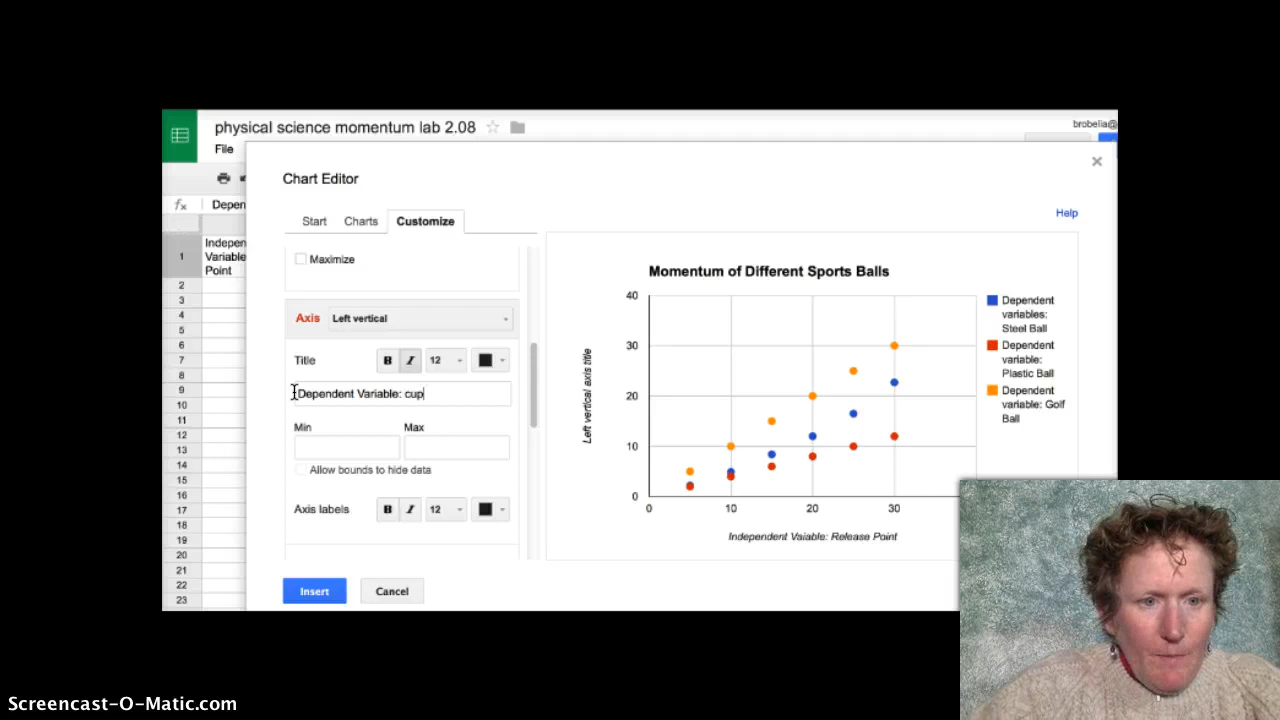 physical science momentum lab 2.08
brobelia@
File
Chart Editor
fx
Depen
Start
Charts
Customize
Help
1
Indepen
Variable
Point
2
3
4
5
6
7
8
9
10
11
12
13
14
15
16
17
18
19
20
21
22
23
Maximize
Axis
Left vertical
Title
B
I
12
Dependent Variable: cup
Min
Max
Allow bounds to hide data
Axis labels
B
I
12
Insert
Cancel
Momentum of Different Sports Balls
40
30
20
10
0
Left vertical axis title
0
10
20
30
Independent Vaiable: Release Point
Dependent
variables:
Steel Ball
Dependent
variable:
Plastic Ball
Dependent
variable: Golf
Ball
Screencast-O-Matic.com